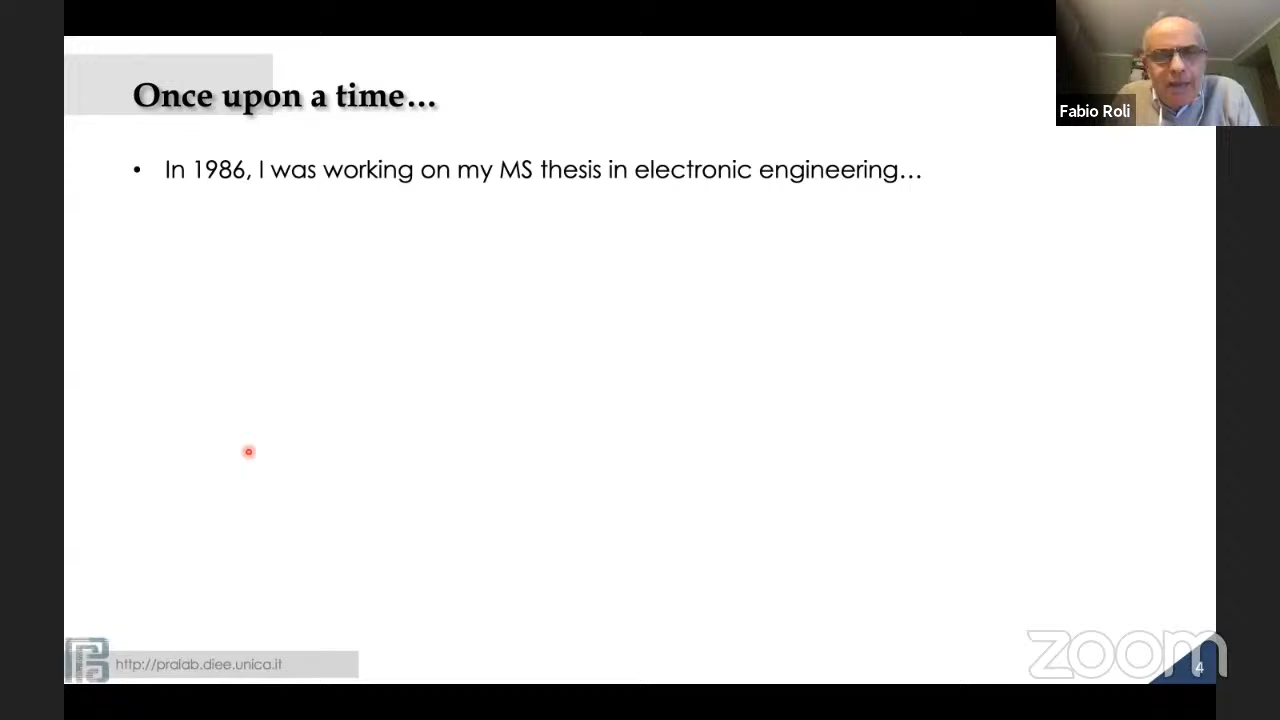 Once upon a time…
Fabio Roli
• In 1986, I was working on my MS thesis in electronic engineering…
http://pralab.diee.unica.it
zoom
4